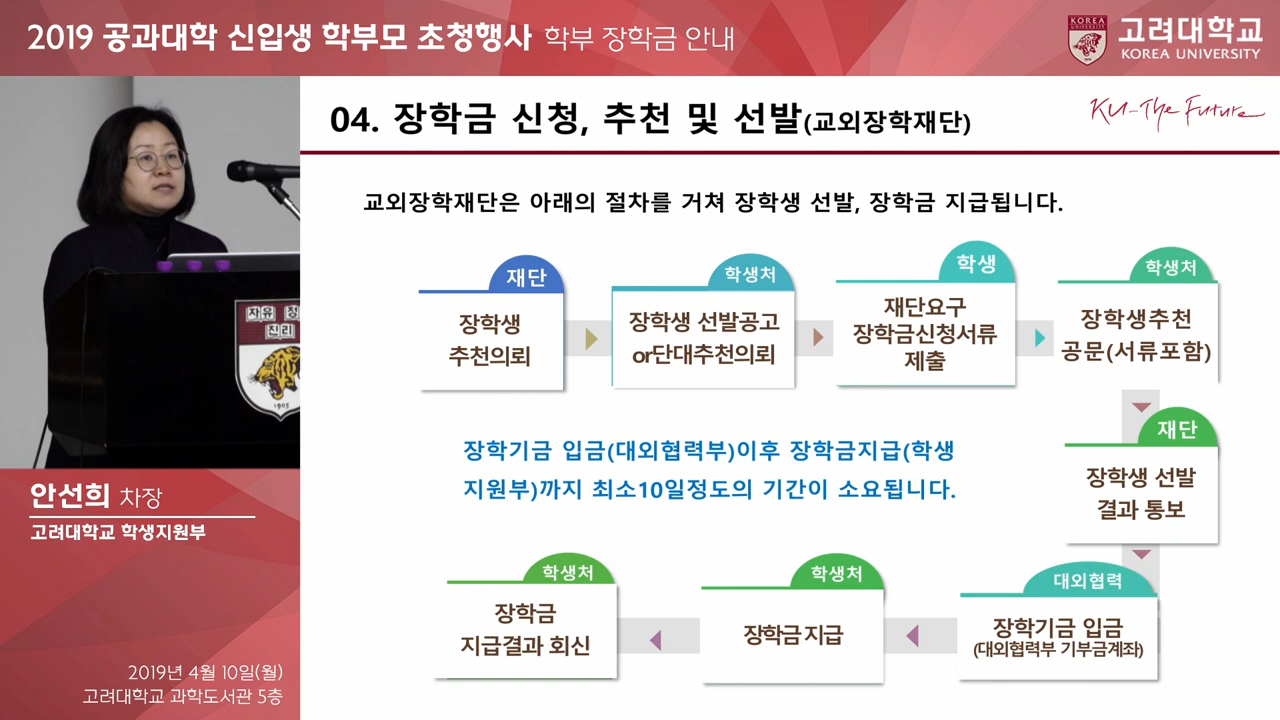 2019 공과대학 신입생 학부모 초청행사 학부 장학금 안내
KOREA
UNIVERSITY
1905
고려대학교
KOREA UNIVERSITY
04. 장학금 신청, 추천 및 선발(교외장학재단)
KU-The Future
교외장학재단은 아래의 절차를 거쳐 장학생 선발, 장학금 지급됩니다.
재단
장학생
추천의뢰
학생처
장학생 선발공고
or단대추천의뢰
학생
재단요구
장학금신청서류
제출
학생처
장학생추천
공문(서류포함)
장학기금 입금(대외협력부)이후 장학금지급(학생
지원부)까지 최소10일정도의 기간이 소요됩니다.
재단
장학생 선발
결과 통보
대외협력
장학기금 입금
(대외협력부 기부금계좌)
학생처
장학금 지급
학생처
장학금
지급결과 회신
자유 정
진리
1905
안선희 차장
고려대학교 학생지원부
2019년 4월 10일(월)
고려대학교 과학도서관 5층